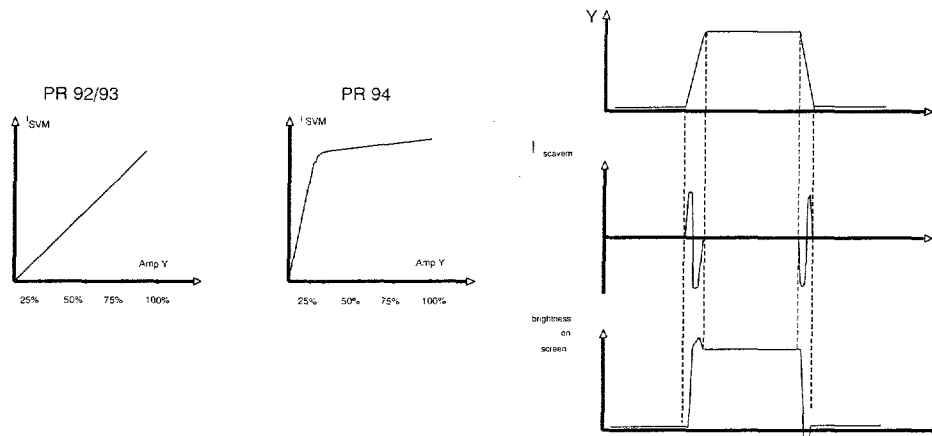 PR 92/93
I SVM
Amp Y
25% 50% 75% 100%
PR 94
I SVM
Amp Y
25% 50% 75% 100%
Y
I scavem
brightness
on
screen